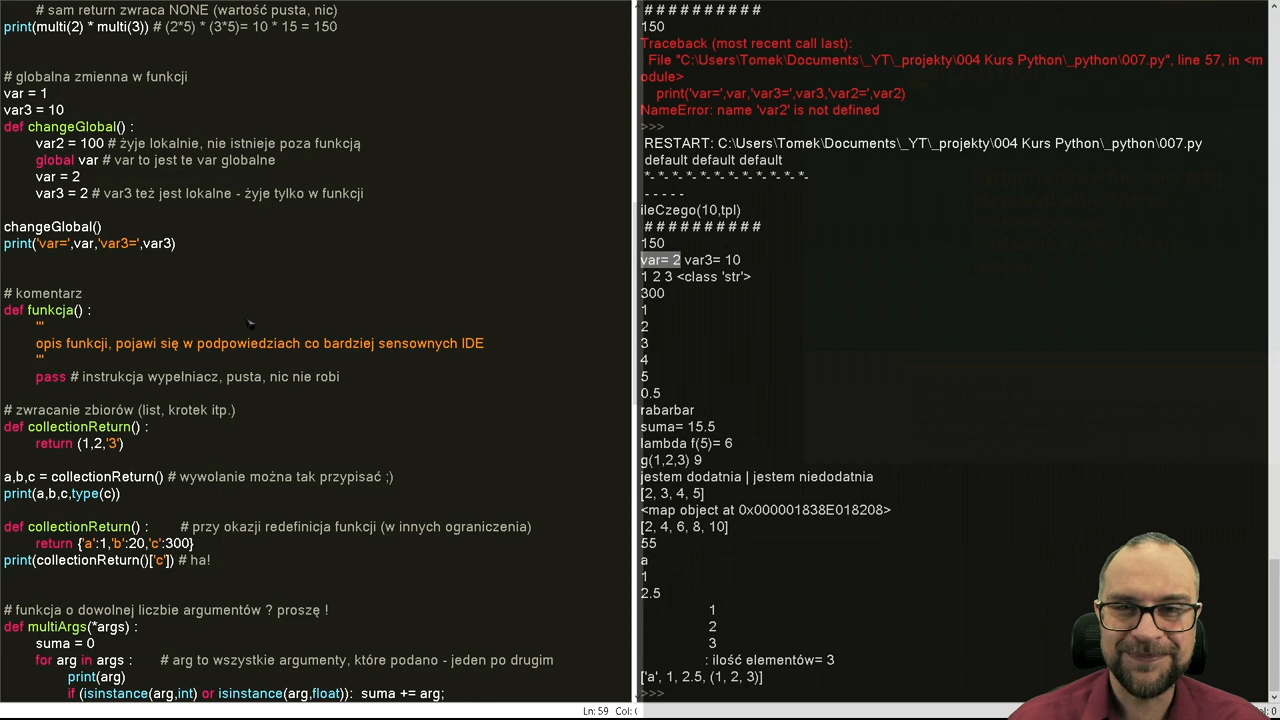 # sam return zwraca NONE (wartość pusta, nic)
print(multi(2) * multi(3)) # (2*5) * (3*5)= 10 * 15 = 150
# globalna zmienna w funkcji
var = 1
var3 = 10
def changeGlobal() :
var2 = 100 # żyje lokalnie, nie istnieje poza funkcją
global var # var to jest te var globalne
var = 2
var3 = 2 # var3 też jest lokalne - żyje tylko w funkcji
changeGlobal()
print('var=',var,'var3=',var3)
# komentarz
def funkcja() :
'''
opis funkcji, pojawi się w podpowiedziach co bardziej sensownych IDE
'''
pass # instrukcja wypełniacz, pusta, nic nie robi
# zwracanie zbiorów (list, krotek itp.)
def collectionReturn() :
return (1,2,'3')
a,b,c = collectionReturn() # wywolanie można tak przypisać ;)
print(a,b,c,type(c))
def collectionReturn() : # przy okazji redefinicja funkcji (w innych ograniczenia)
return {'a':1,'b':20,'c':300}
print(collectionReturn()['c']) # ha!
# funkcja o dowolnej liczbie argumentów ? proszę !
def multiArgs(*args) :
suma = 0
for arg in args : # arg to wszystkie argumenty, które podano - jeden po drugim
print(arg)
if (isinstance(arg,int) or isinstance(arg,float)): suma += arg;
Ln: 59 Col: 0
##########
150
Traceback (most recent call last):
File "C:\Users\Tomek\Documents\_YT\_projekty\004 Kurs Python\_python\007.py", line 57, in <m
odule>
print('var=',var,'var3=',var3,'var2=',var2)
NameError: name 'var2' is not defined
>>>
RESTART: C:\Users\Tomek\Documents\_YT\_projekty\004 Kurs Python\_python\007.py
default default default
*-*-*-*-*-*-*-*-*-*-*-*-
-----
ileCzego(10,tpl)
##########
150
var= 2 var3= 10
1 2 3 <class 'str'>
300
1
2
3
4
5
0.5
rabarbar
suma= 15.5
lambda f(5)= 6
g(1,2,3) 9
jestem dodatnia | jestem niedodatnia
[2, 3, 4, 5]
<map object at 0x000001838E018208>
[2, 4, 6, 8, 10]
55
a
1
2.5
1
2
3
: ilość elementów= 3
['a', 1, 2.5, (1, 2, 3)]
>>>